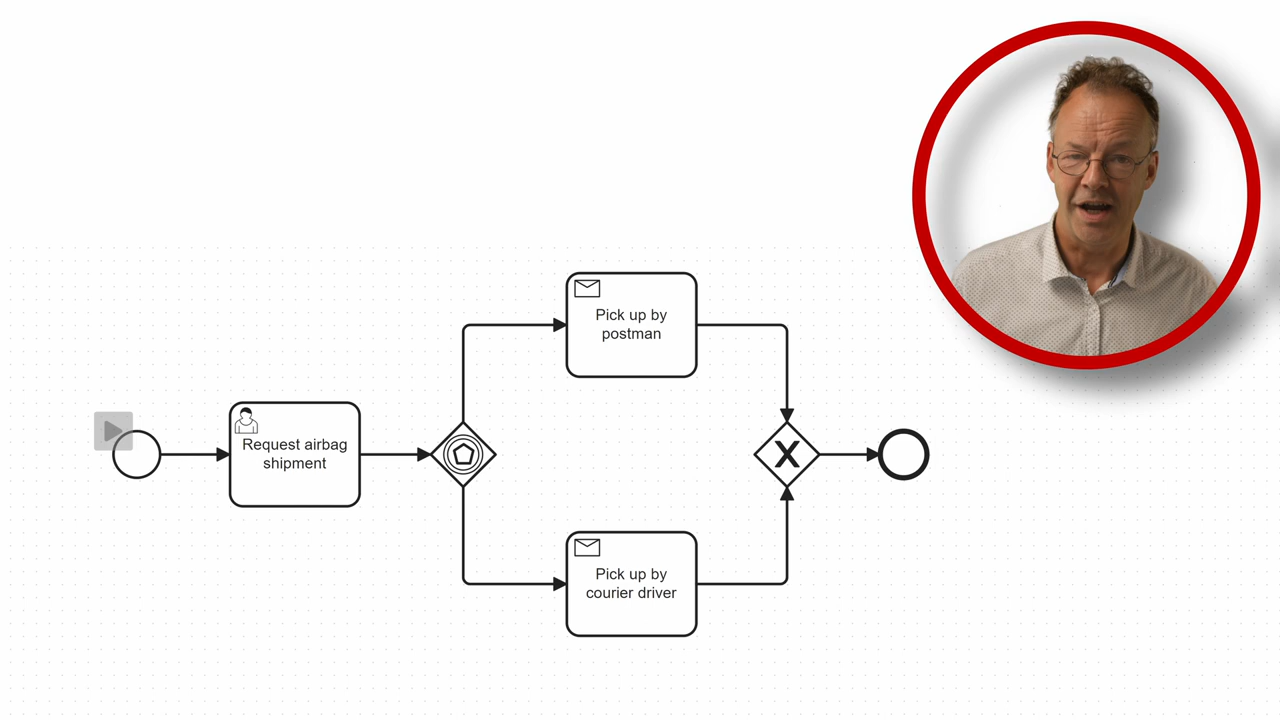 Pick up by
postman
Request airbag
shipment
X
Pick up by
courier driver